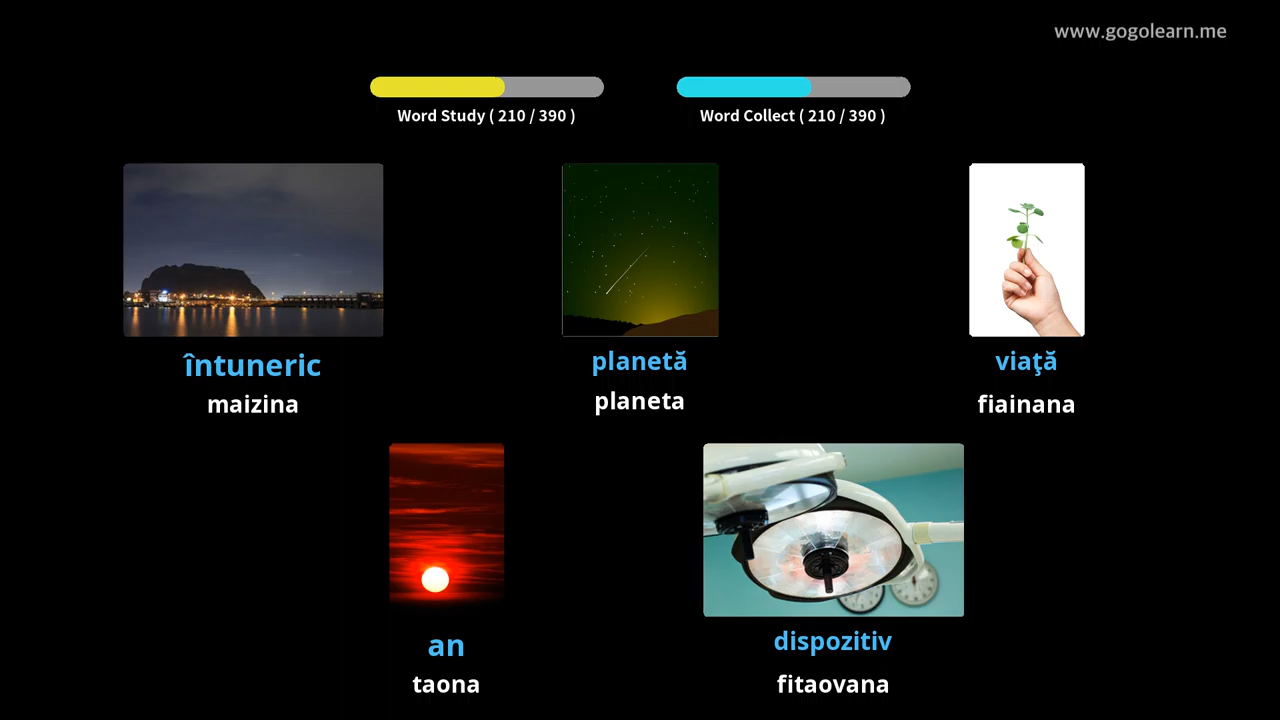 www.gogolearn.me
Word Study ( 210 / 390 )
Word Collect ( 210 / 390 )
întuneric
maizina
planetă
planeta
viaţă
fiainana
an
taona
dispozitiv
fitaovana